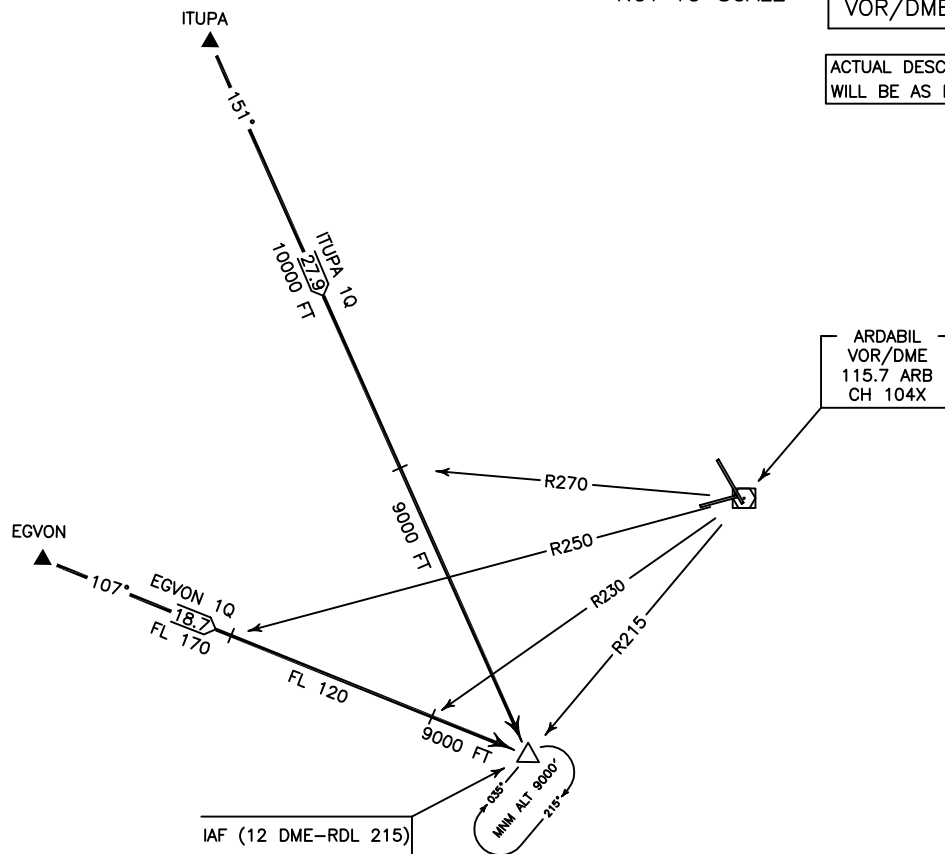 NOT TO SCALE
VOR/DME
ITUPA
ACTUAL DESC
WILL BE AS
151°
ITUPA 1Q
27.9
10000 FT
ARDABIL
VOR/DME
115.7 ARB
CH 104X
R270
9000 FT
R250
EGVON
107°
EGVON 1Q
18.7
FL 170
R230
R215
FL 120
9000 FT
035°
MNM ALT 9000'
215°
IAF (12 DME-RDL 215)